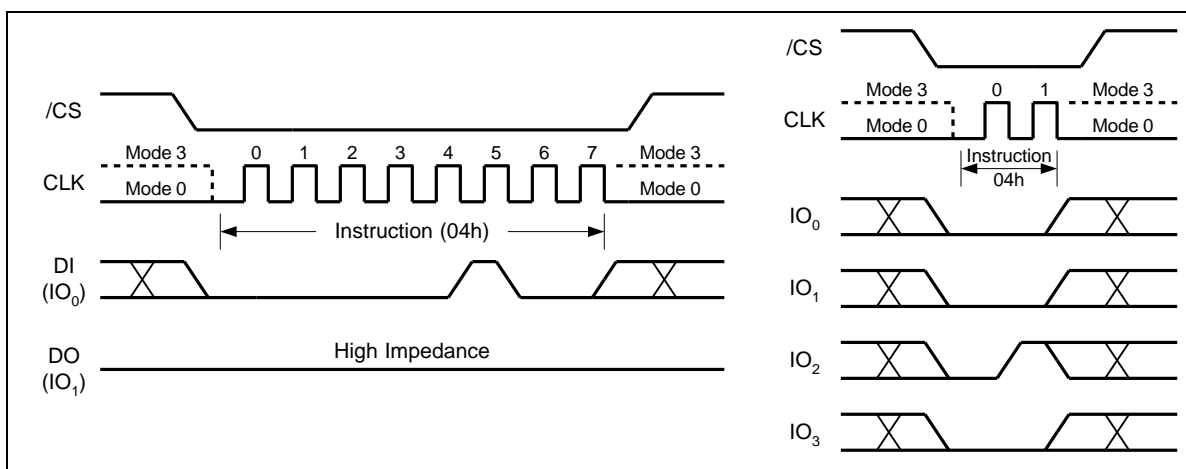 /CS
Mode 3 0 1 2 3 4 5 6 7 Mode 3
CLK Mode 0 Mode 0
Instruction (04h)
DI
(IO₀)
High Impedance
DO
(IO₁)
/CS
Mode 3 0 1 Mode 3
CLK Mode 0 Mode 0
Instruction
04h
IO₀
IO₁
IO₂
IO₃